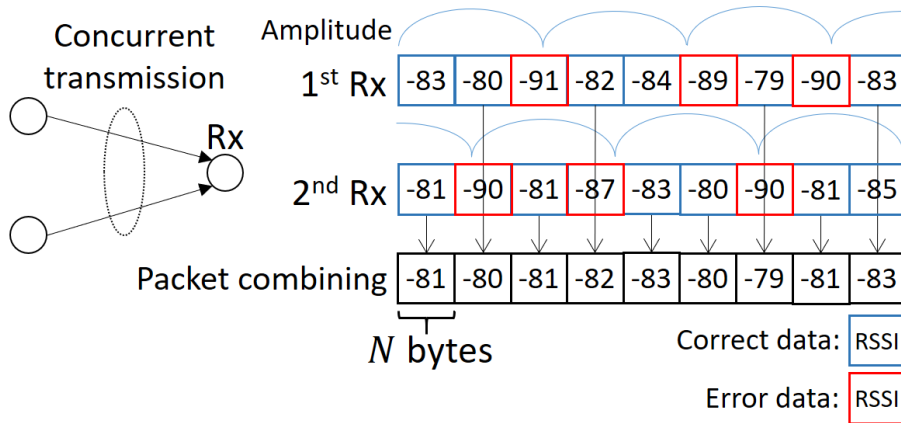 Concurrent
transmission
Rx
Amplitude
1st Rx
-83 -80 -91 -82 -84 -89 -79 -90 -83
2nd Rx
-81 -90 -81 -87 -83 -80 -90 -81 -85
Packet combining
-81 -80 -81 -82 -83 -80 -79 -81 -83
N bytes
Correct data: RSSI
Error data: RSSI